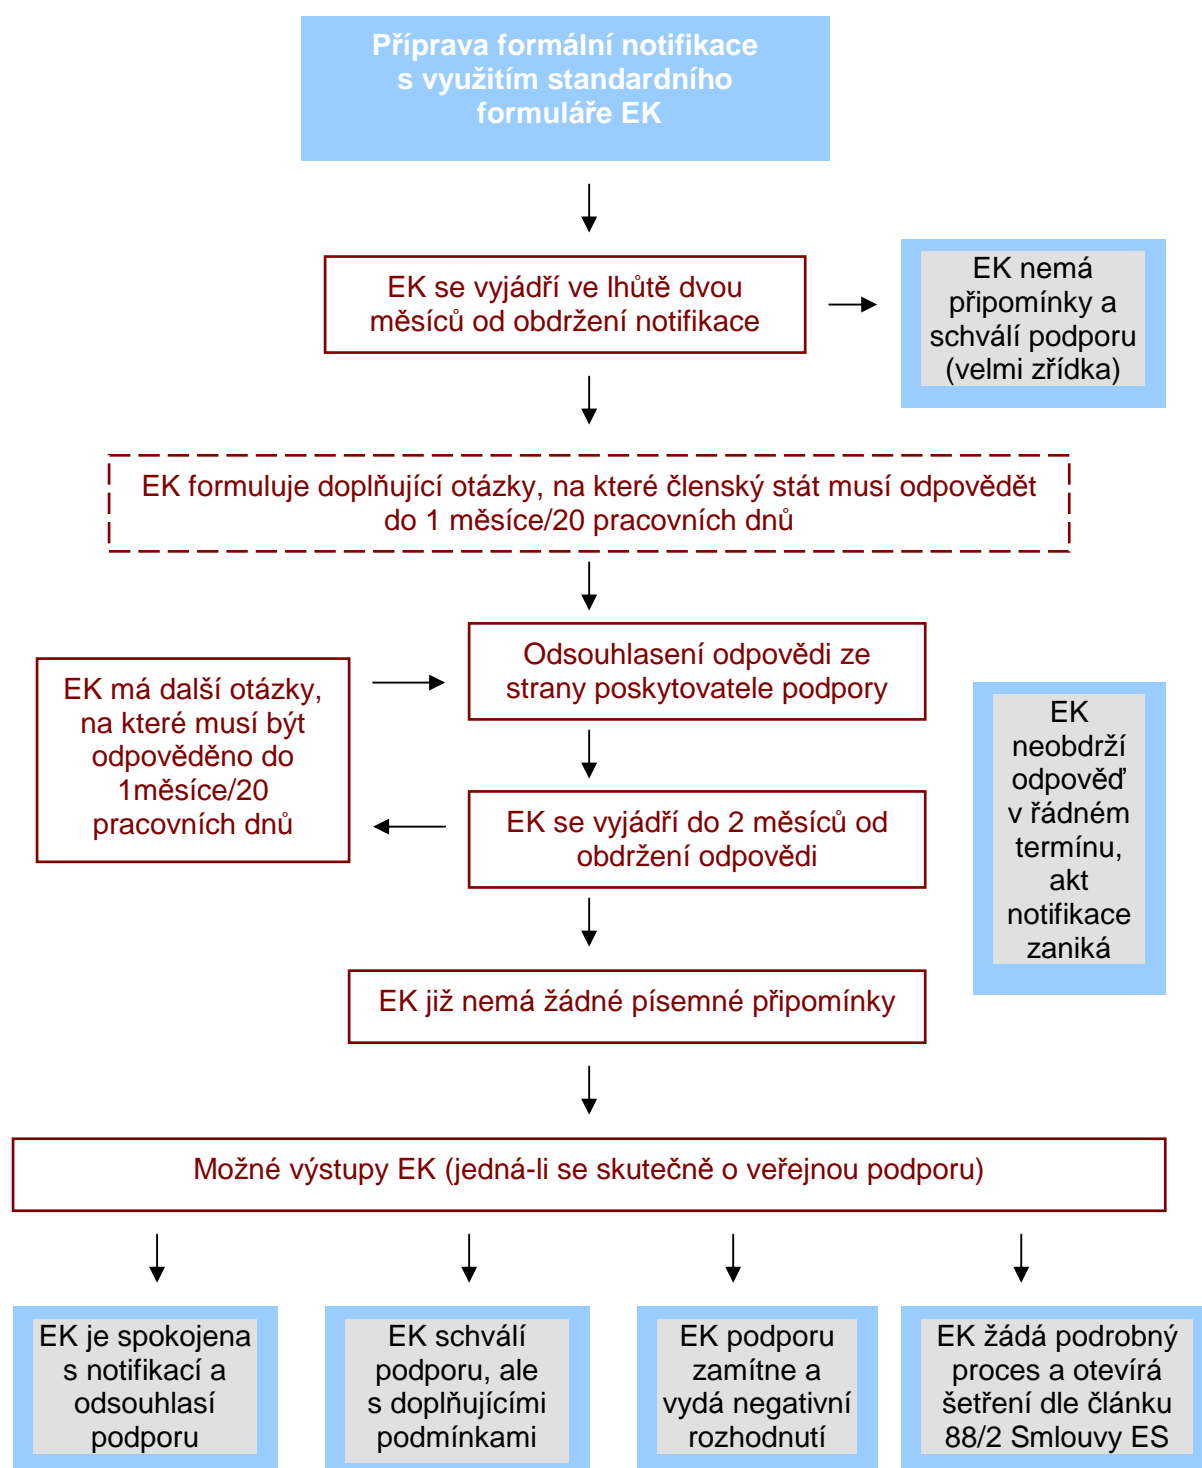 Příprava formální notifikace
s využitím standardního
formuláře EK
EK se vyjádří ve lhůtě dvou
měsíců od obdržení notifikace
EK nemá
připomínky a
schválí podporu
(velmi zřídka)
EK formuluje doplňující otázky, na které členský stát musí odpovědět
do 1 měsíce/20 pracovních dnů
Odsouhlasení odpovědi ze
strany poskytovatele podpory
EK má další otázky,
na které musí být
odpověděno do
1měsíce/20
pracovních dnů
EK
neobdrží
odpověď
v řádném
termínu,
akt
notifikace
zaniká
EK se vyjádří do 2 měsíců od
obdržení odpovědi
EK již nemá žádné písemné připomínky
Možné výstupy EK (jedná-li se skutečně o veřejnou podporu)
EK je spokojena
s notifikací a
odsouhlasí
podporu
EK schválí
podporu, ale
s doplňujícími
podmínkami
EK podporu
zamítne a
vydá negativní
rozhodnutí
EK žádá podrobný
proces a otevírá
šetření dle článku
88/2 Smlouvy ES